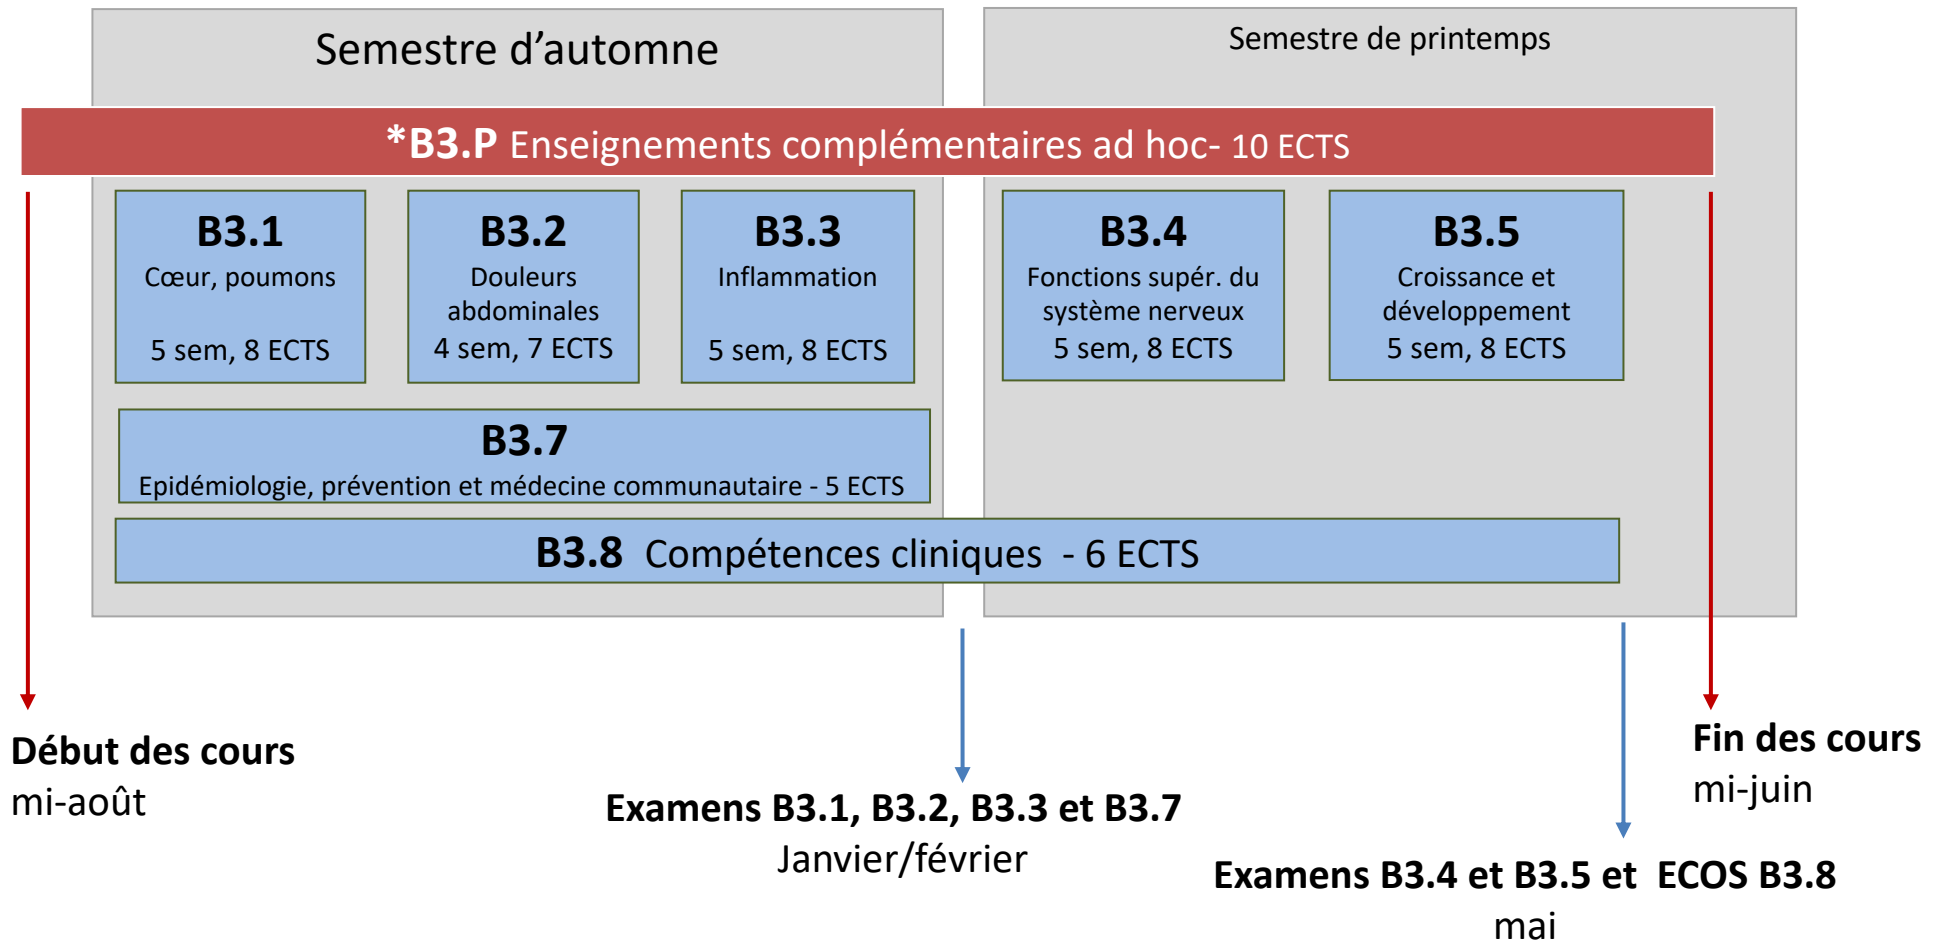 Semestre d’automne
Semestre de printemps
*B3.P Enseignements complémentaires ad hoc- 10 ECTS
B3.1
Cœur, poumons
5 sem, 8 ECTS
B3.2
Douleurs
abdominales
4 sem, 7 ECTS
B3.3
Inflammation
5 sem, 8 ECTS
B3.4
Fonctions supér. du
système nerveux
5 sem, 8 ECTS
B3.5
Croissance et
développement
5 sem, 8 ECTS
B3.7
Epidémiologie, prévention et médecine communautaire - 5 ECTS
B3.8 Compétences cliniques - 6 ECTS
Début des cours
mi-août
Examens B3.1, B3.2, B3.3 et B3.7
Janvier/février
Fin des cours
mi-juin
Examens B3.4 et B3.5 et ECOS B3.8
mai